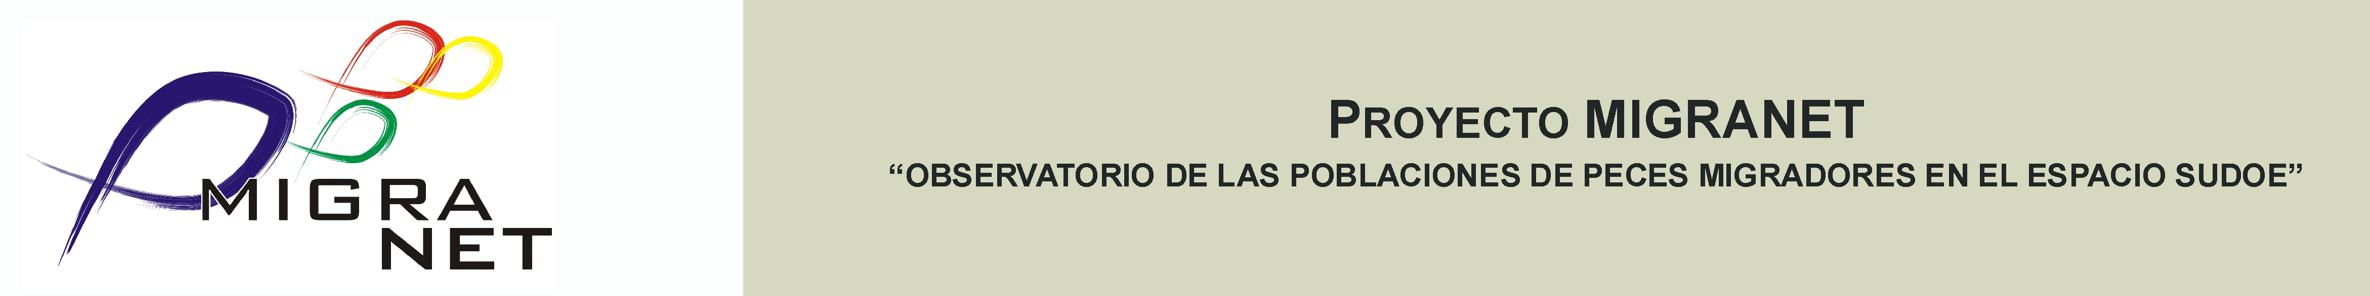 MIGRA
NET
PROYECTO MIGRANET
“OBSERVATORIO DE LAS POBLACIONES DE PECES MIGRADORES EN EL ESPACIO SUDOE”